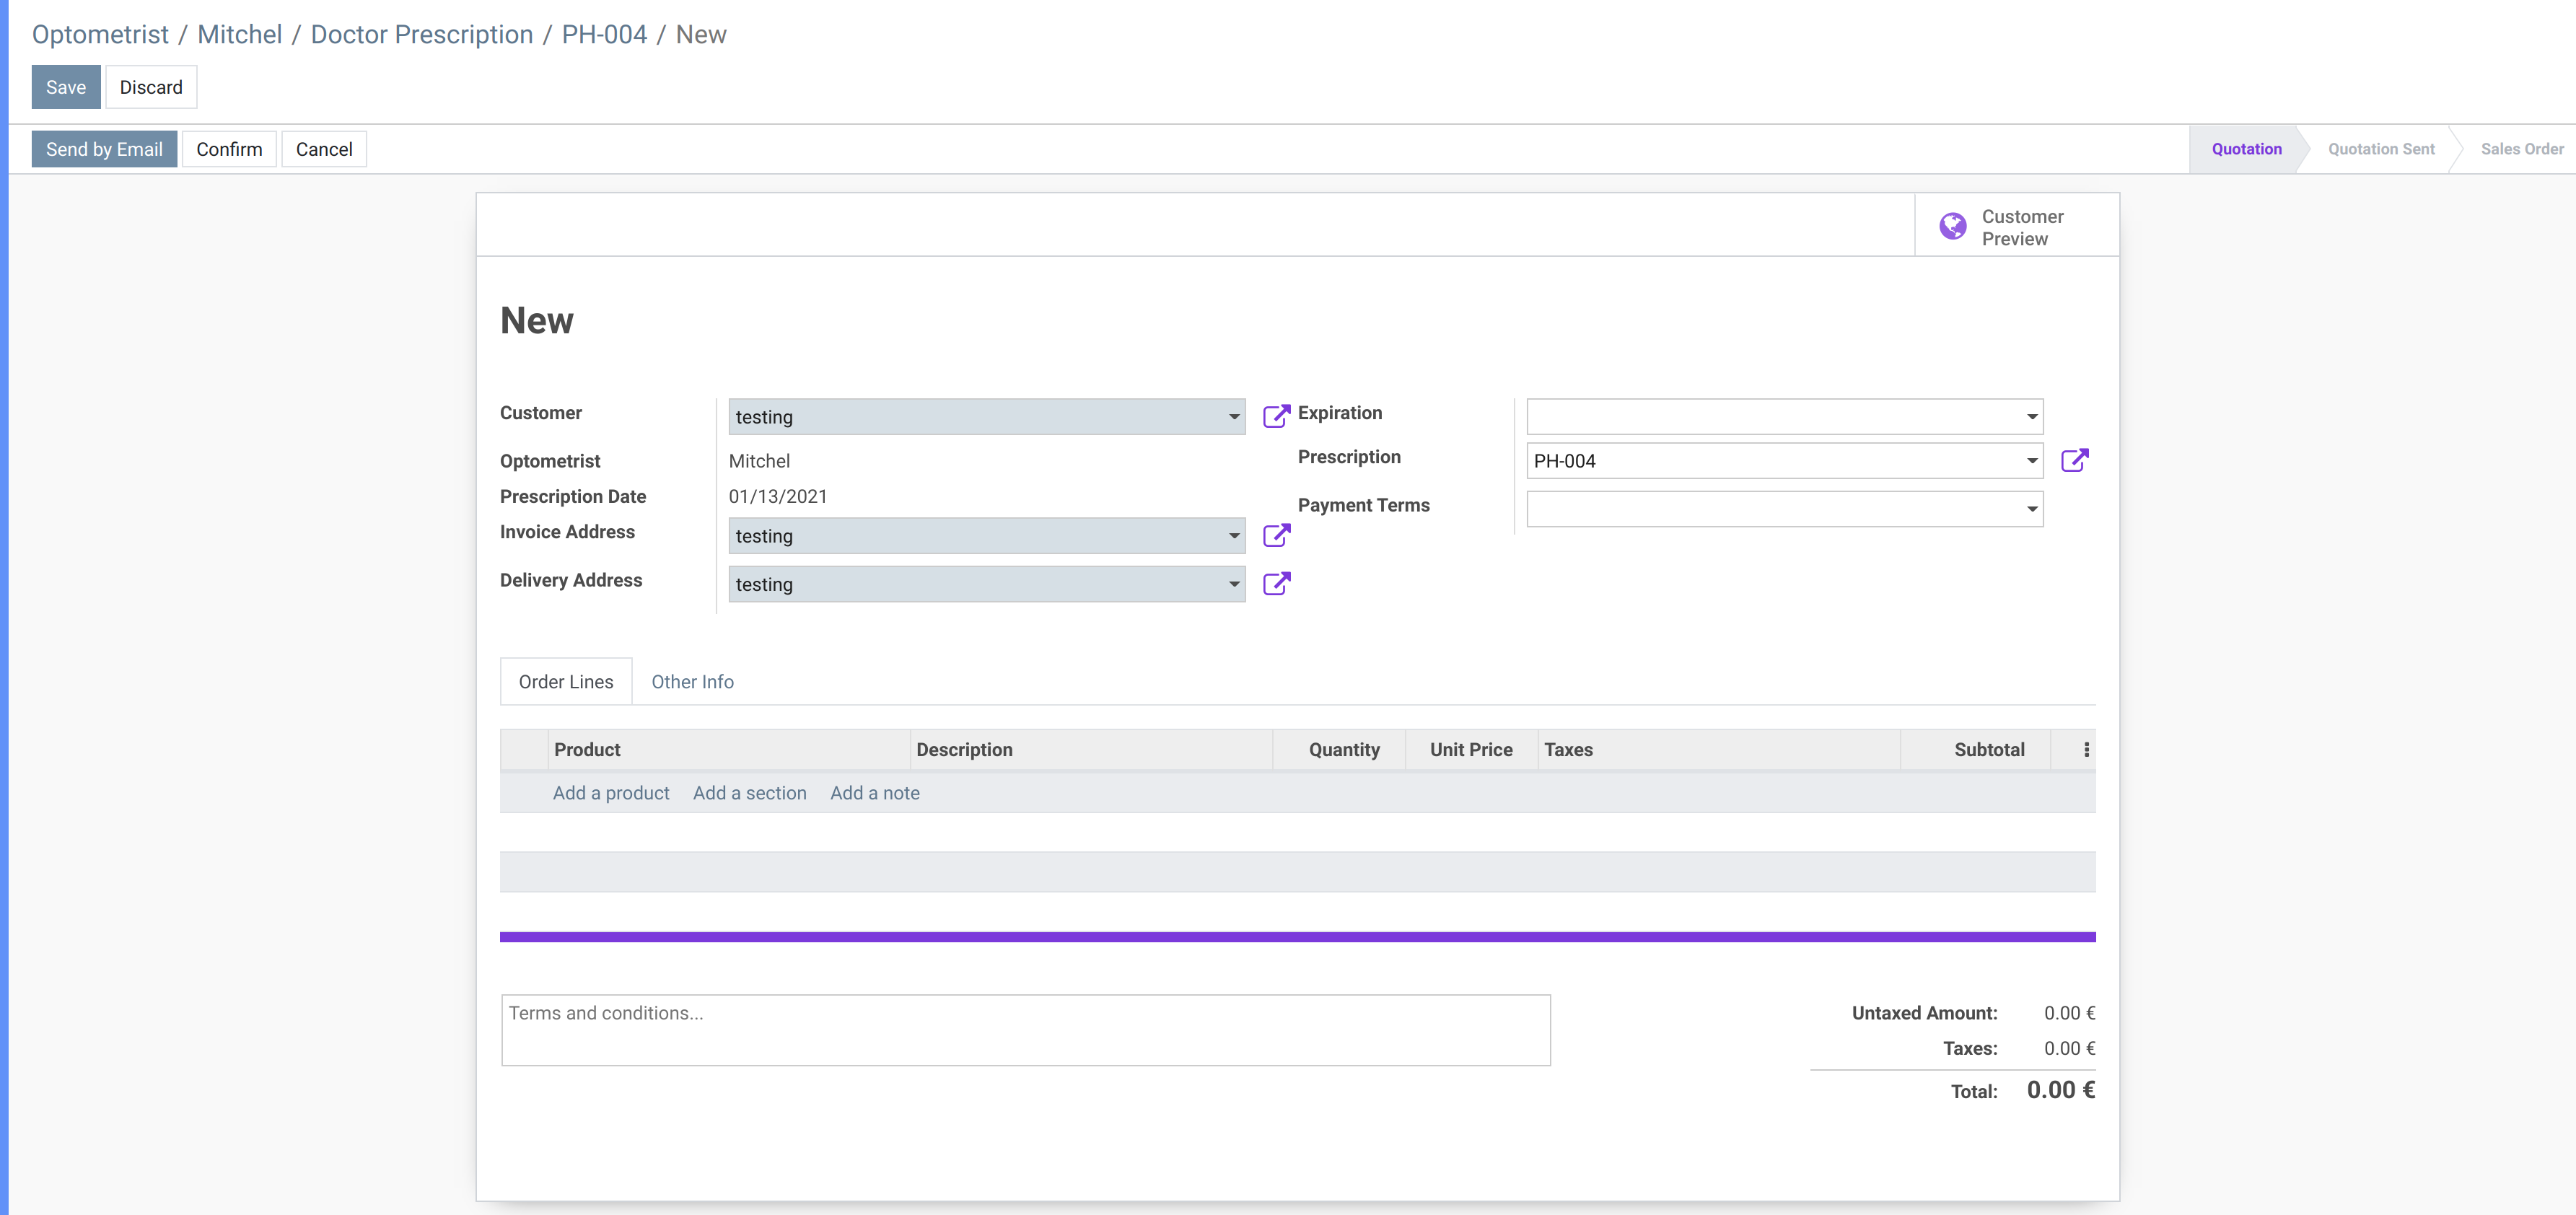 Optometrist / Mitchel / Doctor Prescription / PH-004 / New
Save Discard
Send by Email Confirm Cancel Quotation Quotation Sent Sales Order
Customer
Preview
New
Customer testing Expiration
Optometrist Mitchel Prescription PH-004
Prescription Date 01/13/2021 Payment Terms
Invoice Address testing
Delivery Address testing
Order Lines Other Info
Product Description Quantity Unit Price Taxes Subtotal
Add a product Add a section Add a note
Terms and conditions... Untaxed Amount: 0.00 €
Taxes: 0.00 €
Total: 0.00 €